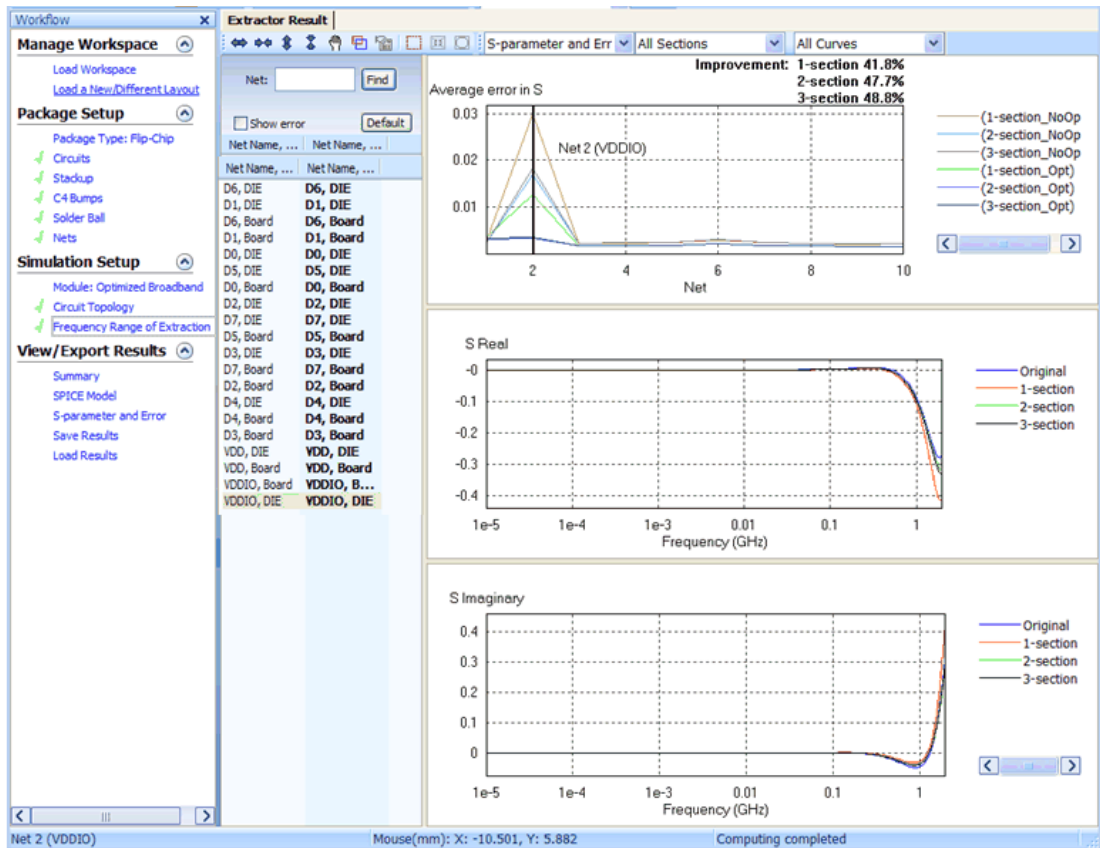 Workflow
Manage Workspace
Load Workspace
Load a New/Different Layout
Package Setup
Package Type: Flip-Chip
Circuits
Stackup
C4 Bumps
Solder Ball
Nets
Simulation Setup
Module: Optimized Broadband
Circuit Topology
Frequency Range of Extraction
View/Export Results
Summary
SPICE Model
S-parameter and Error
Save Results
Load Results
Extractor Result
S-parameter and Err All Sections All Curves
Net: Find
Show error Default
Net Name, ... Net Name, ...
Net Name, ... Net Name, ...
D6, DIE D6, DIE
D1, DIE D1, DIE
D6, Board D6, Board
D1, Board D1, Board
D0, DIE D0, DIE
D5, DIE D5, DIE
D0, Board D0, Board
D2, DIE D2, DIE
D7, DIE D7, DIE
D5, Board D5, Board
D3, DIE D3, DIE
D7, Board D7, Board
D2, Board D2, Board
D4, DIE D4, DIE
D4, Board D4, Board
D3, Board D3, Board
VDD, DIE VDD, DIE
VDD, Board VDD, Board
VDDIO, Board VDDIO, B...
VDDIO, DIE VDDIO, DIE
Improvement: 1-section 41.8%
2-section 47.7%
3-section 48.8%
Average error in S
0.03
0.02
0.01
Net 2 (VDDIO)
2 4 6 8 10
Net
(1-section_NoOp
(2-section_NoOp
(3-section_NoOp
(1-section_Opt)
(2-section_Opt)
(3-section_Opt)
S Real
-0
-0.1
-0.2
-0.3
-0.4
1e-5 1e-4 1e-3 0.01 0.1 1
Frequency (GHz)
Original
1-section
2-section
3-section
S Imaginary
0.4
0.3
0.2
0.1
0
1e-5 1e-4 1e-3 0.01 0.1 1
Frequency (GHz)
Original
1-section
2-section
3-section
Net 2 (VDDIO) Mouse(mm): X: -10.501, Y: 5.882 Computing completed